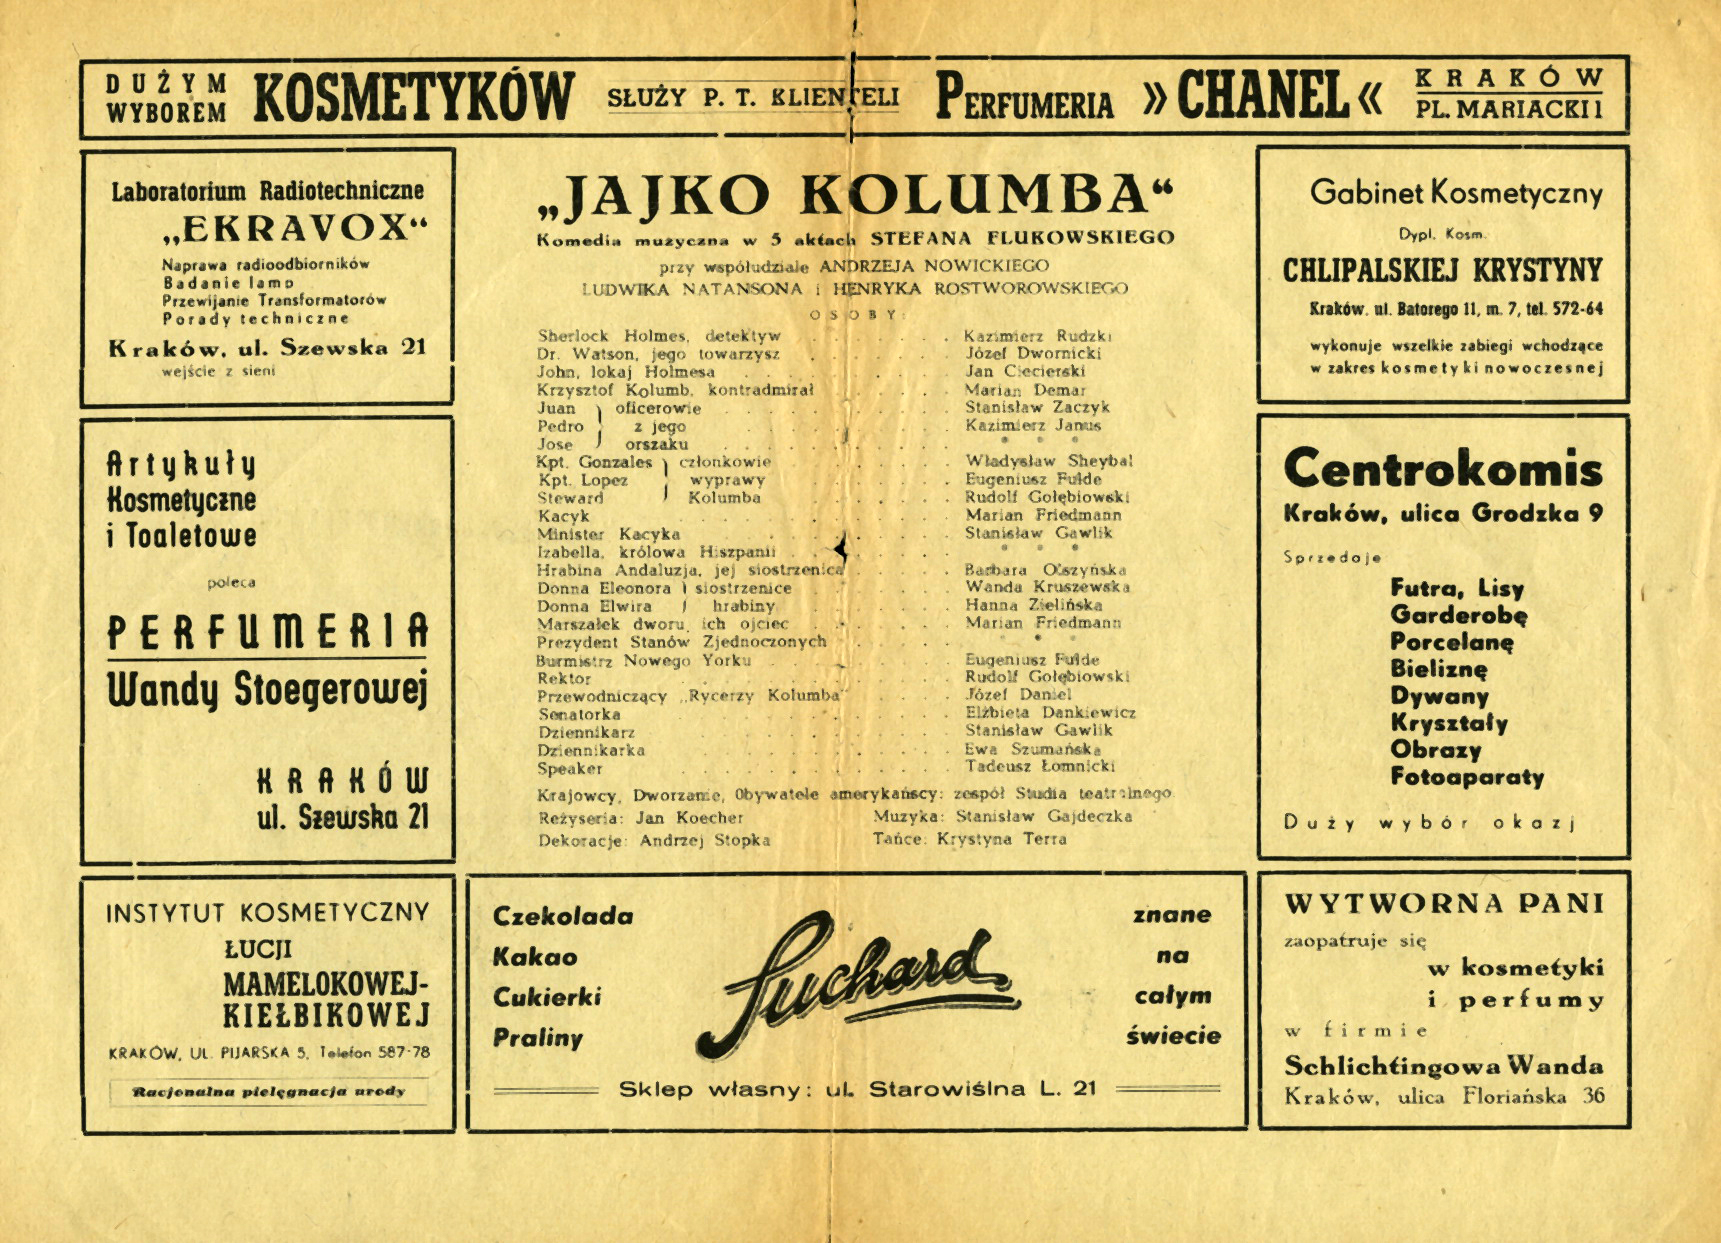 DUŻYM
WYBOREM
KOSMETYKÓW
SŁUŻY P. T. KLIENTELI
PERFUMERIA »CHANEL«
KRAKÓW
PL. MARIACKI 1
Laboratorium Radiotechniczne
„EKRAVOX“
Naprawa radioodbiorników
Badanie lamp
Przewijanie Transformatorów
Porady techniczne
Kraków, ul. Szewska 21
wejście z sieni
Artykuły
Kosmetyczne
i Toaletowe
poleca
PERFUMERIA
Wandy Stoegerowej
KRAKÓW
ul. Szewska 21
INSTYTUT KOSMETYCZNY
ŁUCJI
MAMELOKOWEJ-
KIEŁBIKOWEJ
KRAKÓW, UL. PIJARSKA 5, Telefon 587-78
Racjonalna pielęgnacja urody
„JAJKO KOLUMBA“
Komedia muzyczna w 5 aktach STEFANA FLUKOWSKIEGO
przy współudziale ANDRZEJA NOWICKIEGO
LUDWIKA NATANSONA i HENRYKA ROSTWOROWSKIEGO
OSOBY:
Sherlock Holmes, detektyw . . . . . . Kazimierz Rudzki
Dr. Watson, jego towarzysz . . . . . . Józef Dwornicki
John, lokaj Holmesa . . . . . . Jan Ciecierski
Krzysztof Kolumb, kontradmirał . . . . . . Marian Demar
Juan } oficerowie . . . . . . Stanisław Zaczyk
Pedro } z jego . . . . . . Kazimierz Janus
Jose } orszaku . . . . . . * * *
Kpt. Gonzales } członkowie . . . . . . Władysław Sheybal
Kpt. Lopez } wyprawy . . . . . . Eugeniusz Fulde
Steward } Kolumba . . . . . . Rudolf Gołębiowski
Kacyk . . . . . . Marian Friedmann
Minister Kacyka . . . . . . Stanisław Gawlik
Izabella, królowa Hiszpanii . . . . . . * * *
Hrabina Andaluzja, jej siostrzenica . . . . . . Barbara Olszyńska
Donna Eleonora } siostrzenice . . . . . . Wanda Kruszewska
Donna Elwira } hrabiny . . . . . . Hanna Zielińska
Marszałek dworu, ich ojciec . . . . . . Marian Friedmann
Prezydent Stanów Zjednoczonych . . . . . . * * *
Burmistrz Nowego Yorku . . . . . . Eugeniusz Fulde
Rektor . . . . . . Rudolf Gołębiowski
Przewodniczący „Rycerzy Kolumba“ . . . . Józef Daniel
Senatorka . . . . . . Elżbieta Dankiewicz
Dziennikarz . . . . . . Stanisław Gawlik
Dziennikarka . . . . . . Ewa Szumańska
Speaker . . . . . . Tadeusz Łomnicki
Krajowcy, Dworzanie, Obywatele amerykańscy: zespół Studia teatralnego.
Reżyseria: Jan Koecher Muzyka: Stanisław Gajdeczka
Dekoracje: Andrzej Stopka Tańce: Krystyna Terra
Czekolada
Kakao
Cukierki
Praliny
Suchard
znane
na
całym
świecie
Sklep własny: ul. Starowiślna L. 21
Gabinet Kosmetyczny
Dypl. Kosm.
CHLIPALSKIEJ KRYSTYNY
Kraków, ul. Batorego 11, m. 7, tel. 572-64
wykonuje wszelkie zabiegi wchodzące
w zakres kosmetyki nowoczesnej
Centrokomis
Kraków, ulica Grodzka 9
Sprzedaje
Futra, Lisy
Garderobę
Porcelanę
Bieliznę
Dywany
Kryształy
Obrazy
Fotoaparaty
Duży wybór okazj
WYTWORNA PANI
zaopatruje się
w kosmetyki
i perfumy
w firmie
Schlichtingowa Wanda
Kraków, ulica Floriańska 36